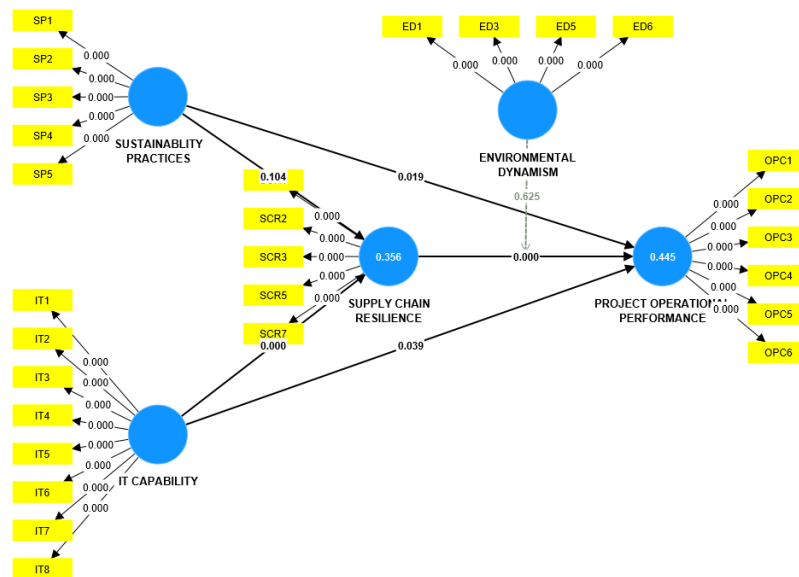 SP1
SP2
SP3
SP4
SP5
0.000
0.000
0.000
0.000
0.000
SUSTAINABLITY
PRACTICES
ED1
ED3
ED5
ED6
0.000
0.000
0.000
0.000
ENVIRONMENTAL
DYNAMISM
0.625
0.104
0.019
SCR2
SCR3
SCR5
SCR7
0.000
0.000
0.000
0.000
0.356
SUPPLY CHAIN
RESILIENCE
0.000
0.445
PROJECT OPERATIONAL
PERFORMANCE
OPC1
OPC2
OPC3
OPC4
OPC5
OPC6
0.000
0.000
0.000
0.000
0.000
0.000
0.000
0.039
IT1
IT2
IT3
IT4
IT5
IT6
IT7
IT8
0.000
0.000
0.000
0.000
0.000
0.000
0.000
0.000
IT CAPABILITY